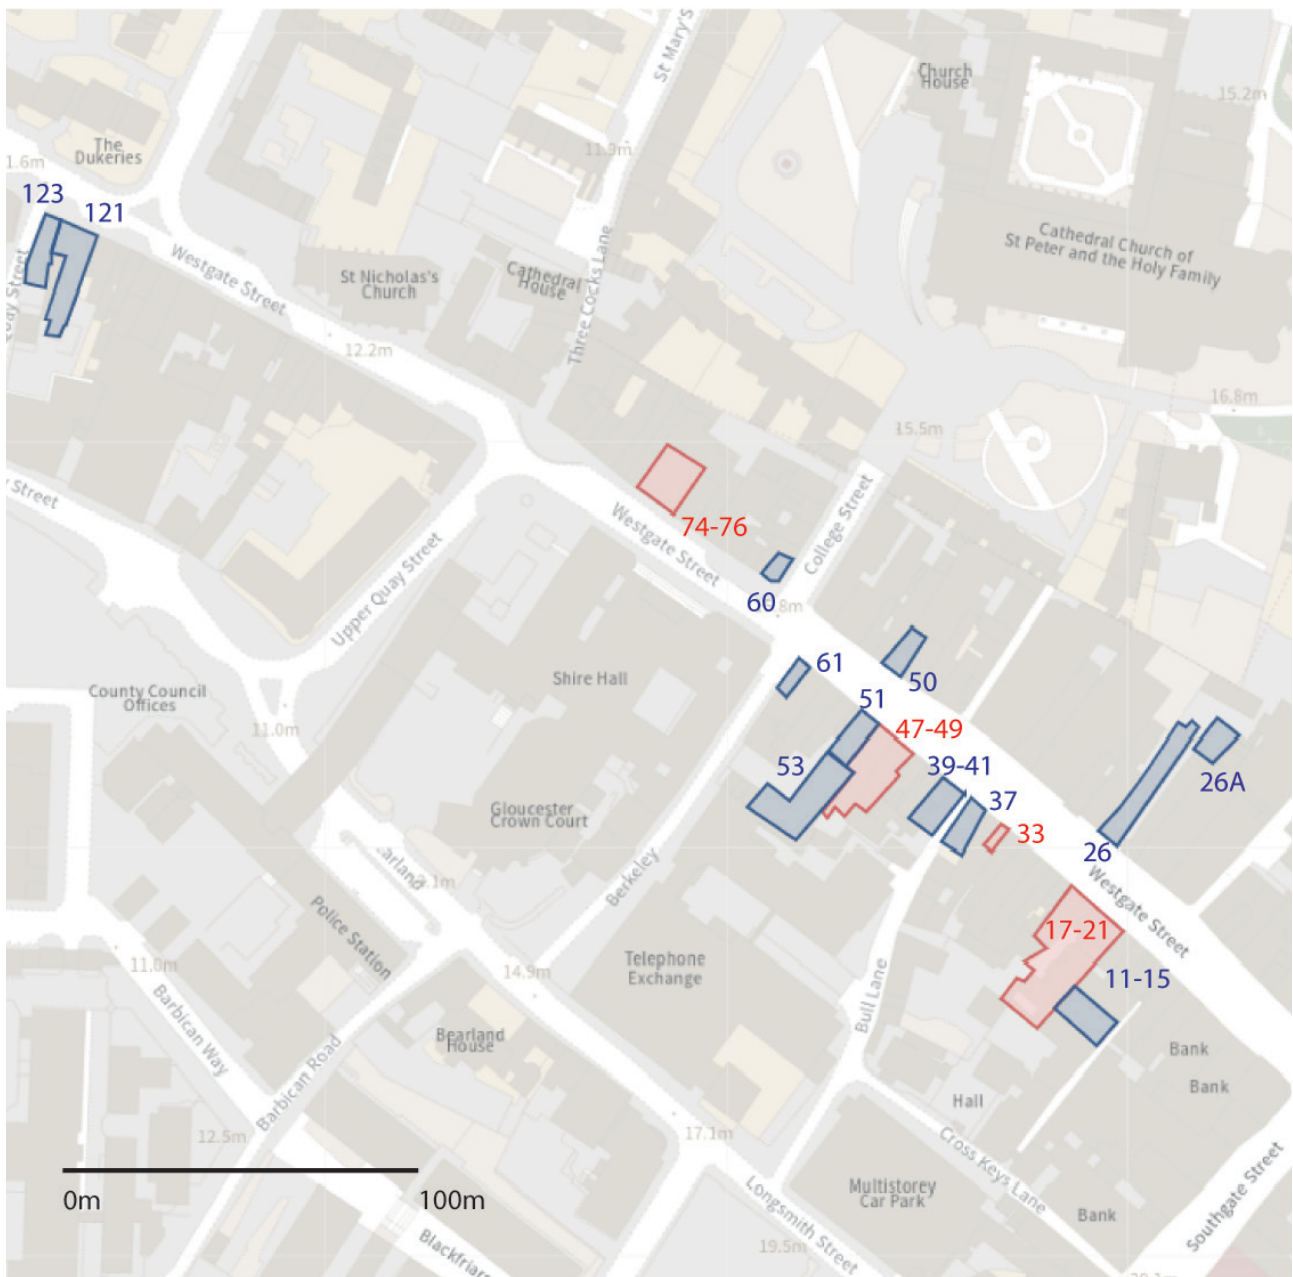 St Mary's
Church
House
15.2m
11.9m
The
Dukeries
1.6m
123
121
Cathedral Church of
St Peter and the Holy Family
Westgate Street
St Nicholas's
Church
Cathedral
House
Three Cocks Lane
12.2m
16.8m
15.5m
Westgate Street
74-76
College Street
Upper Quay Street
60
8m
61
50
Shire Hall
51
47-49
County Council
Offices
11.0m
53
39-41
37
26A
33
26
Gloucester
Crown Court
Berkeley
Westgate Street
17-21
Police Station
Telephone
Exchange
11-15
14.9m
11.0m
Bull Lane
Barbican Way
Bearland
House
Bank
Bank
Barbican Road
Hall
12.5m
17.1m
Cross Keys Lane
0m
100m
Multistorey
Car Park
Longsmith Street
Bank
Southgate Street
19.5m